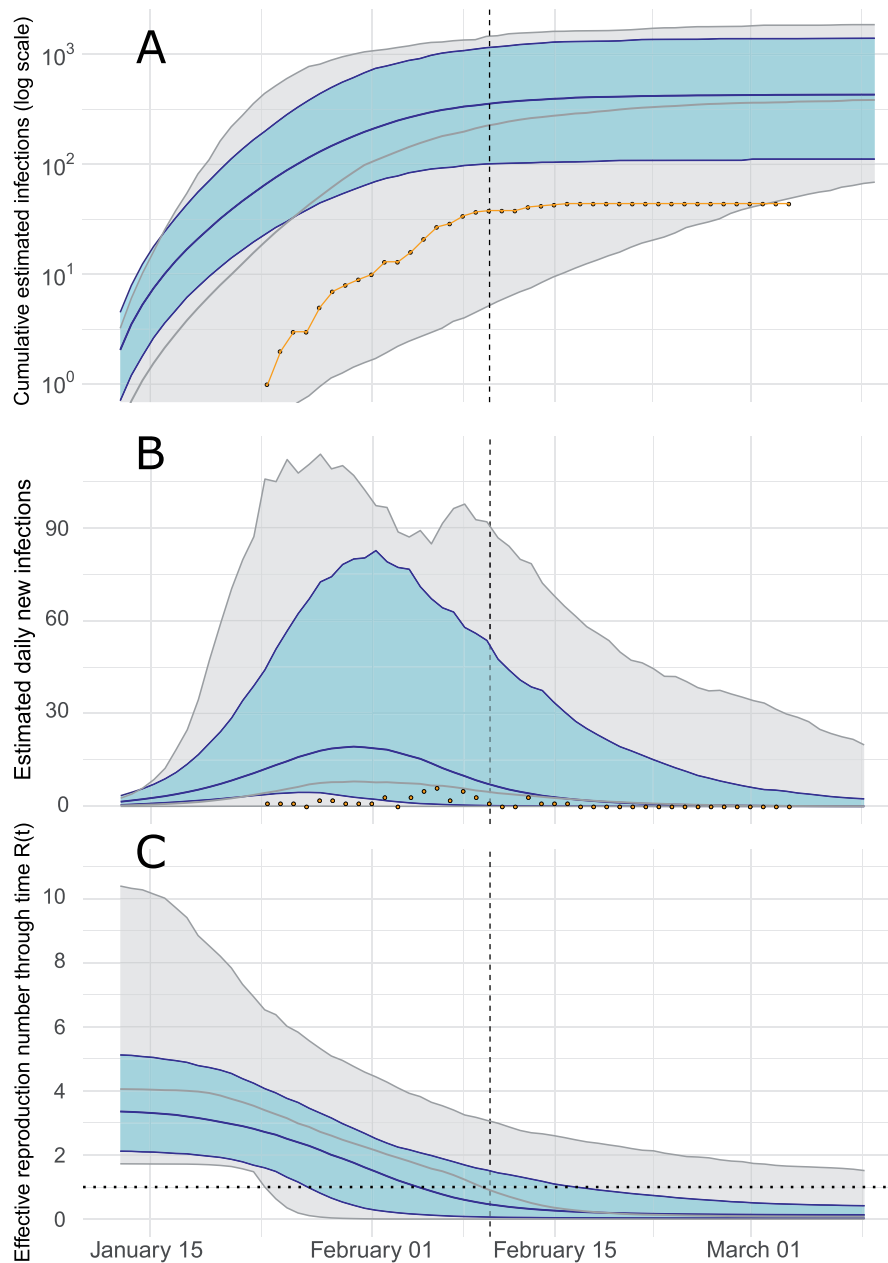 A
Cumulative estimated infections (log scale)
10³
10²
10¹
10⁰
B
Estimated daily new infections
90
60
30
0
C
Effective reproduction number through time R(t)
10
8
6
4
2
0
January 15 February 01 February 15 March 01